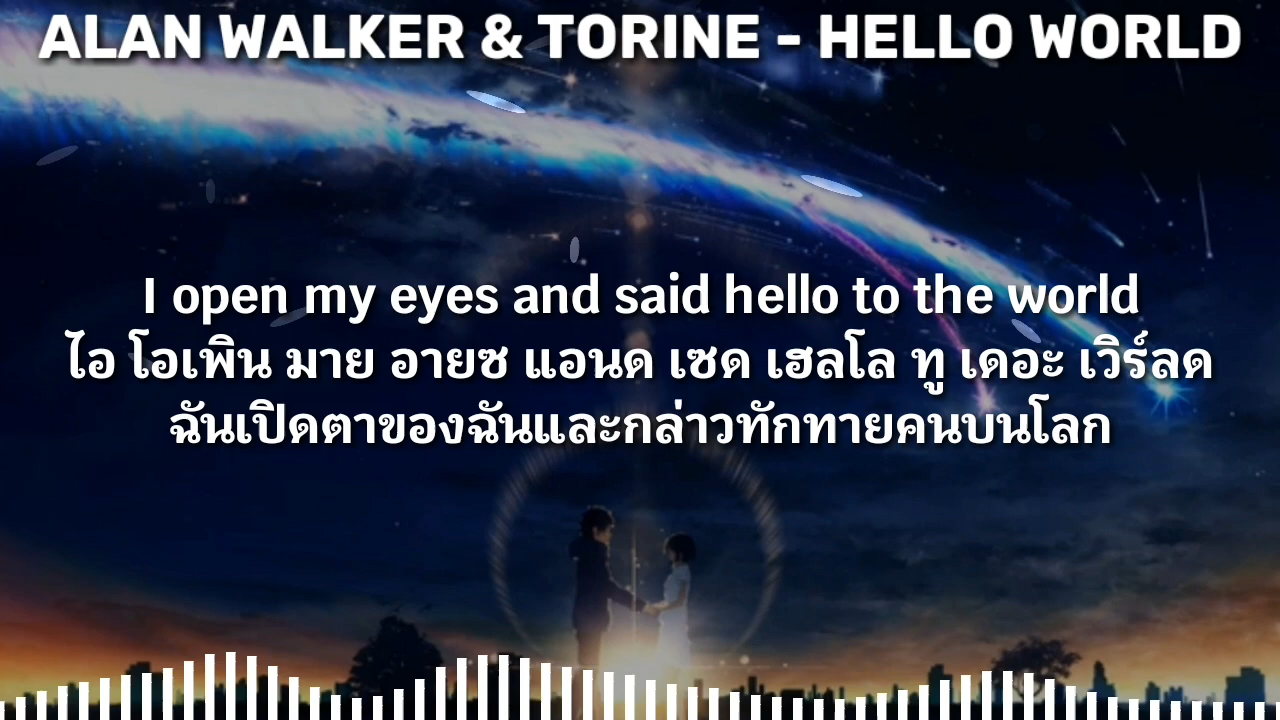 ALAN WALKER & TORINE - HELLO WORLD
I open my eyes and said hello to the world
ไอ โอเพิน มาย อายซ แอนด เซด เฮลโล ทู เดอะ เวิร์ลด
ฉันเปิดตาของฉันและกล่าวทักทายคนบนโลก